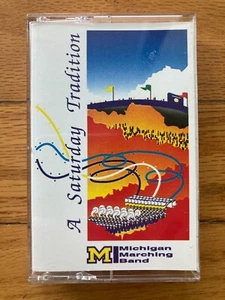 A Saturday Tradition
M
Michigan
Marching
Band